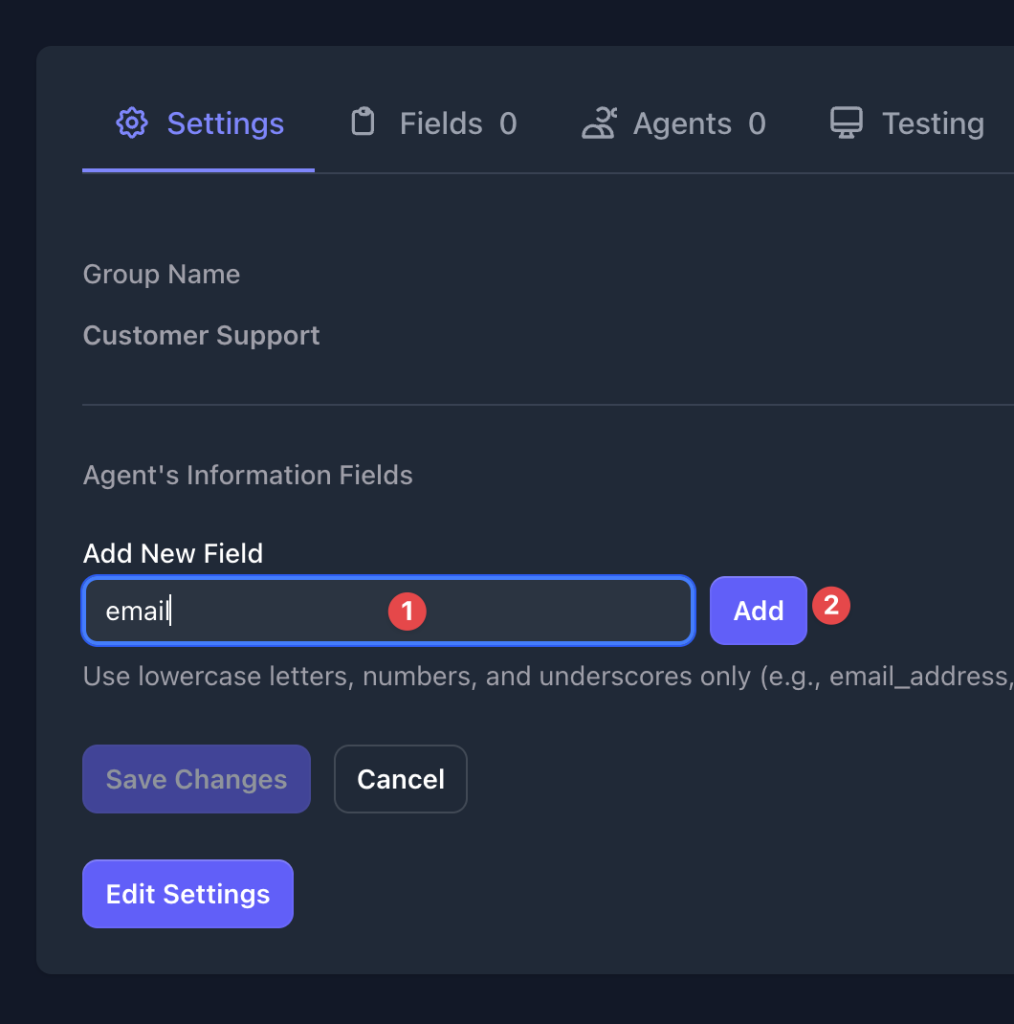 Settings Fields 0 Agents 0 Testing
Group Name
Customer Support
Agent's Information Fields
Add New Field
email 1 Add 2
Use lowercase letters, numbers, and underscores only (e.g., email_address,
Save Changes Cancel
Edit Settings